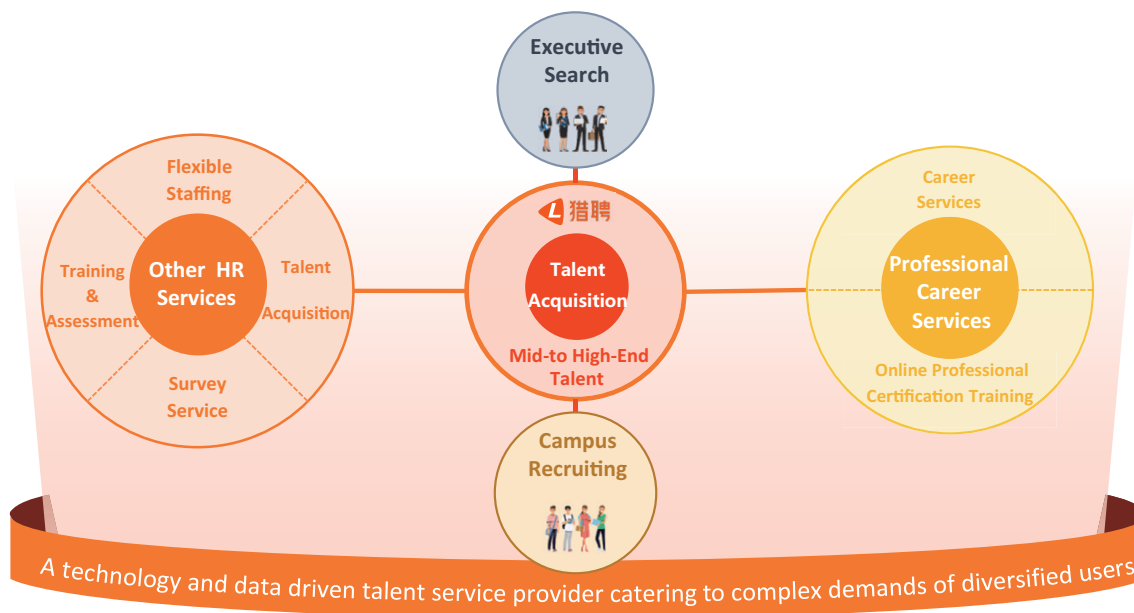 Executive
Search
Flexible
Staffing
Training
&
Assessment
Other HR
Services
Talent
Acquisition
Survey
Service
L猎聘
Talent
Acquisition
Mid-to High-End
Talent
Career
Services
Professional
Career
Services
Online Professional
Certification Training
Campus
Recruiting
A technology and data driven talent service provider catering to complex demands of diversified users